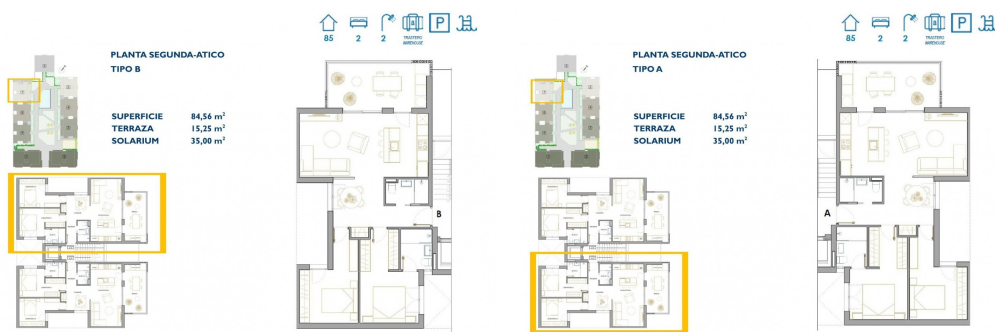 85 2 2 TRASTERO P
WAREHOUSE
PLANTA SEGUNDA-ATICO
TIPO B
SUPERFICIE 84,56 m²
TERRAZA 15,25 m²
SOLARIUM 35,00 m²
B
85 2 2 TRASTERO P
WAREHOUSE
PLANTA SEGUNDA-ATICO
TIPO A
SUPERFICIE 84,56 m²
TERRAZA 15,25 m²
SOLARIUM 35,00 m²
A